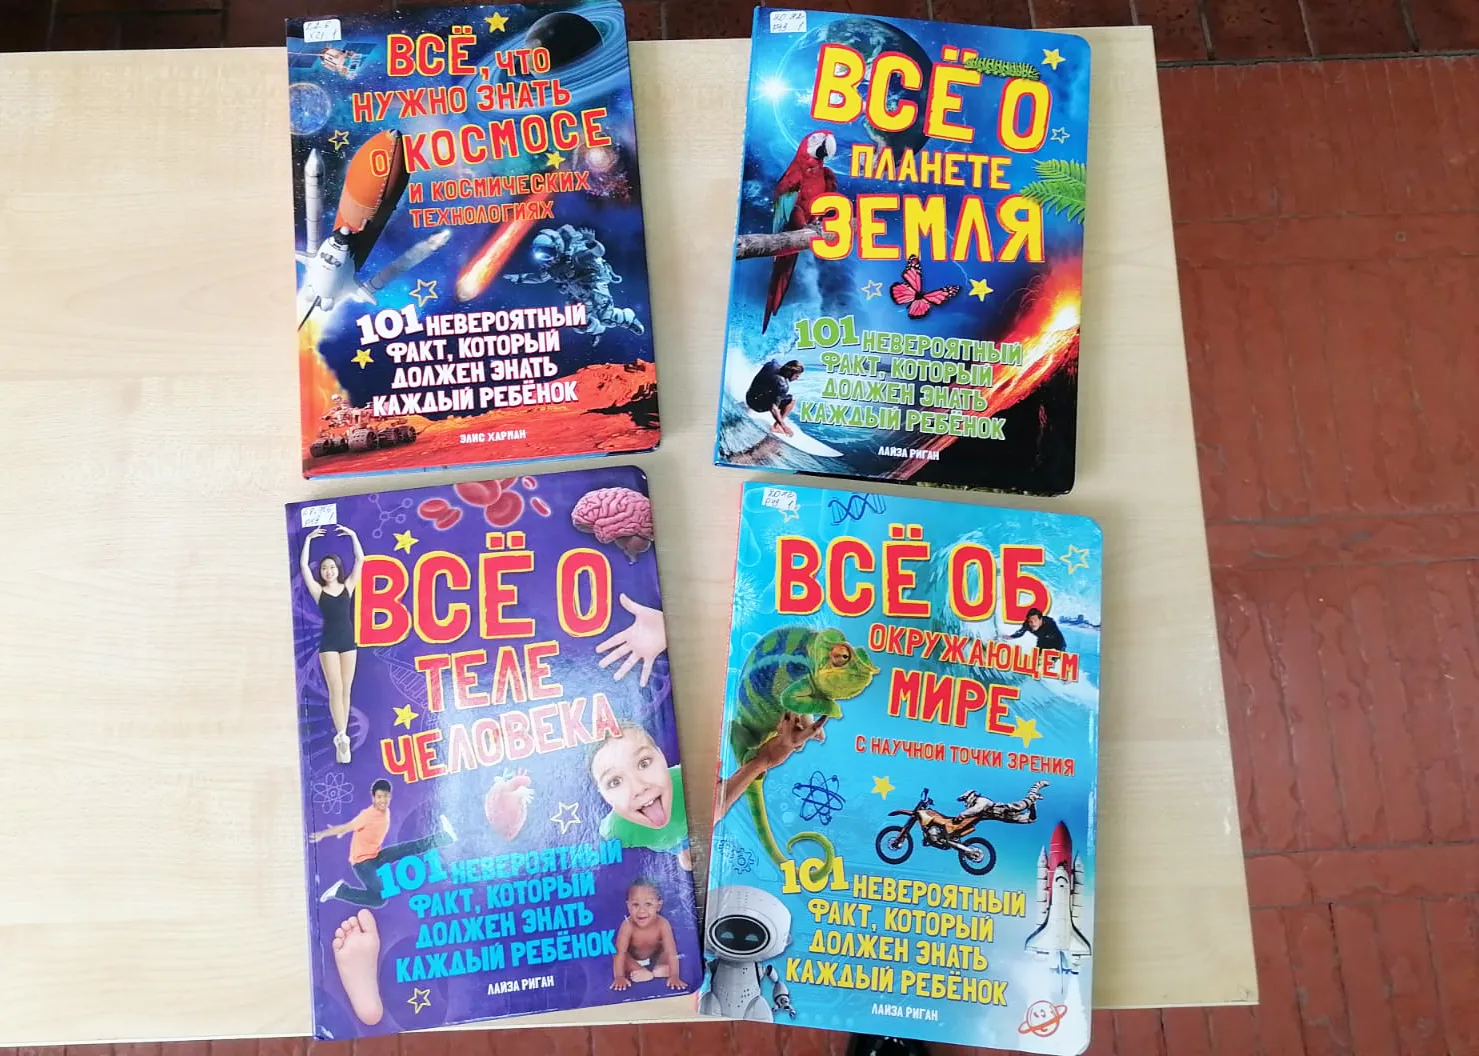 ВСЁ, ЧТО
НУЖНО ЗНАТЬ
О КОСМОСЕ
И КОСМИЧЕСКИХ
ТЕХНОЛОГИЯХ
101 НЕВЕРОЯТНЫЙ
ФАКТ, КОТОРЫЙ
ДОЛЖЕН ЗНАТЬ
КАЖДЫЙ РЕБЁНОК
ЭЛИС ХАРМАН
ВСЁ О
ПЛАНЕТЕ
ЗЕМЛЯ
101 НЕВЕРОЯТНЫЙ
ФАКТ, КОТОРЫЙ
ДОЛЖЕН ЗНАТЬ
КАЖДЫЙ РЕБЁНОК
ЛАЙЗА РИГАН
ВСЁ О
ТЕЛЕ
ЧЕЛОВЕКА
101 НЕВЕРОЯТНЫЙ
ФАКТ, КОТОРЫЙ
ДОЛЖЕН ЗНАТЬ
КАЖДЫЙ РЕБЁНОК
ЛАЙЗА РИГАН
ВСЁ ОБ
ОКРУЖАЮЩЕМ
МИРЕ
С НАУЧНОЙ ТОЧКИ ЗРЕНИЯ
101 НЕВЕРОЯТНЫЙ
ФАКТ, КОТОРЫЙ
ДОЛЖЕН ЗНАТЬ
КАЖДЫЙ РЕБЁНОК
ЛАЙЗА РИГАН